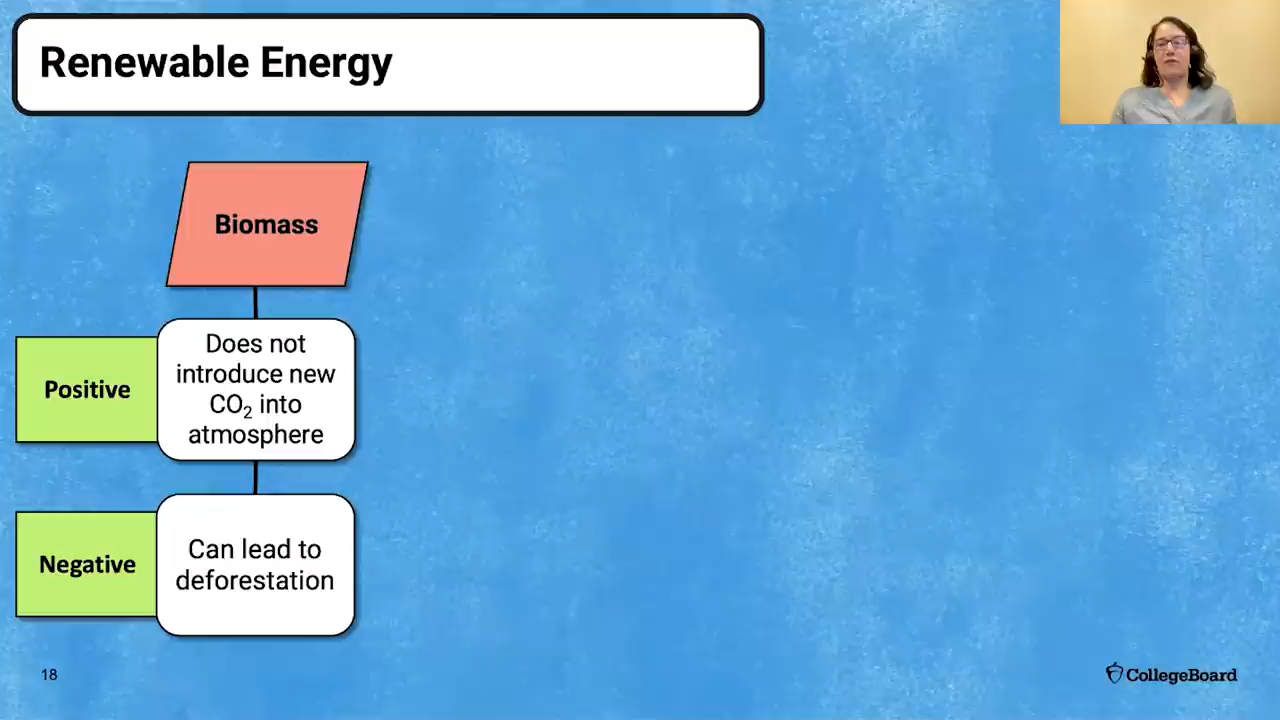 Renewable Energy
Biomass
Positive
Does not
introduce new
CO₂ into
atmosphere
Negative
Can lead to
deforestation
18
CollegeBoard